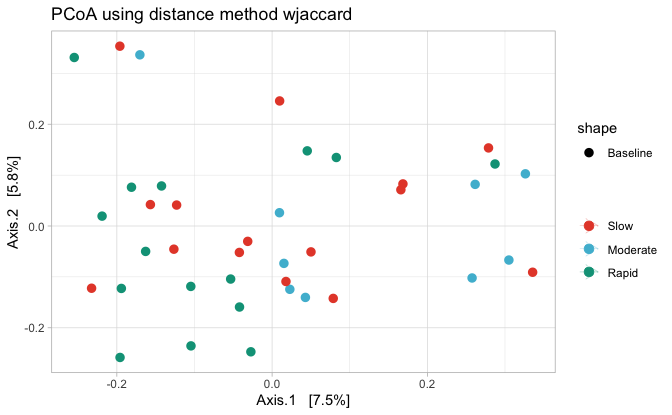 PCoA using distance method wjaccard
Axis.2   [5.8%]
0.2
0.0
-0.2
-0.2
0.0
0.2
Axis.1   [7.5%]
shape
Baseline
Slow
Moderate
Rapid